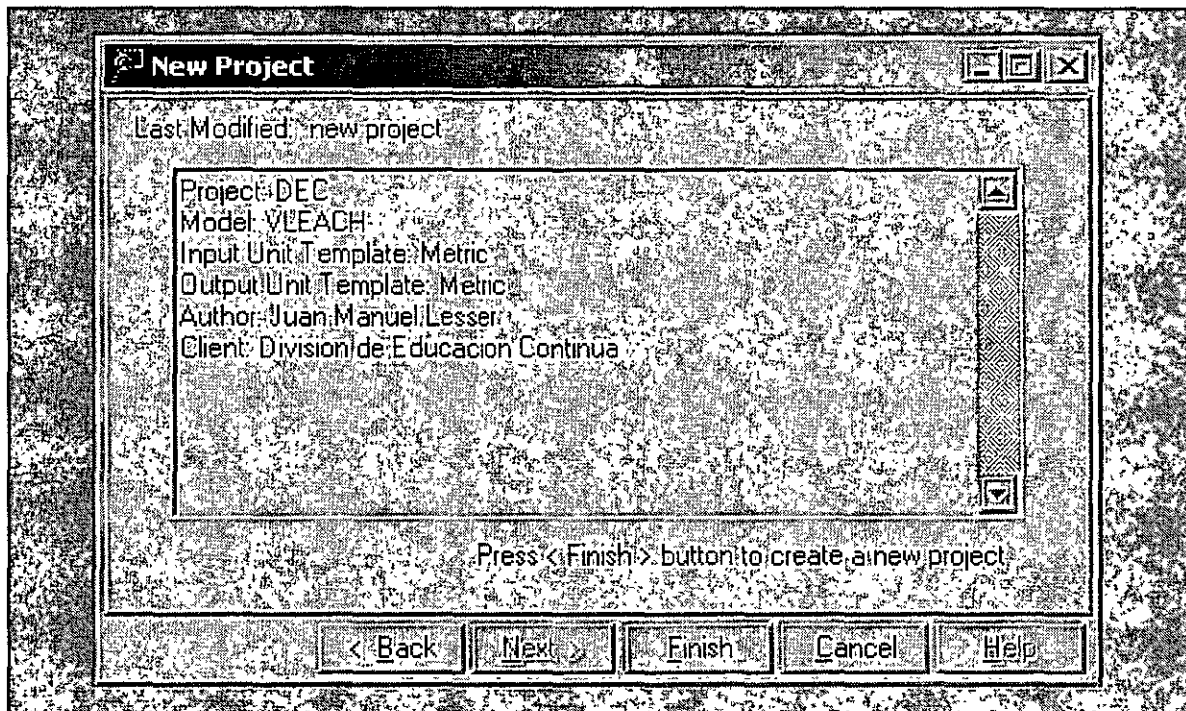 New Project
Last Modified: new project
Project: DEC
Model: VLEACH
Input Unit Template: Metric
Output Unit Template: Metric
Author: Juan Manuel Lesser
Client: Division de Educacion Continua
Press < Finish > button to create a new project
< Back Next > Finish Cancel Help